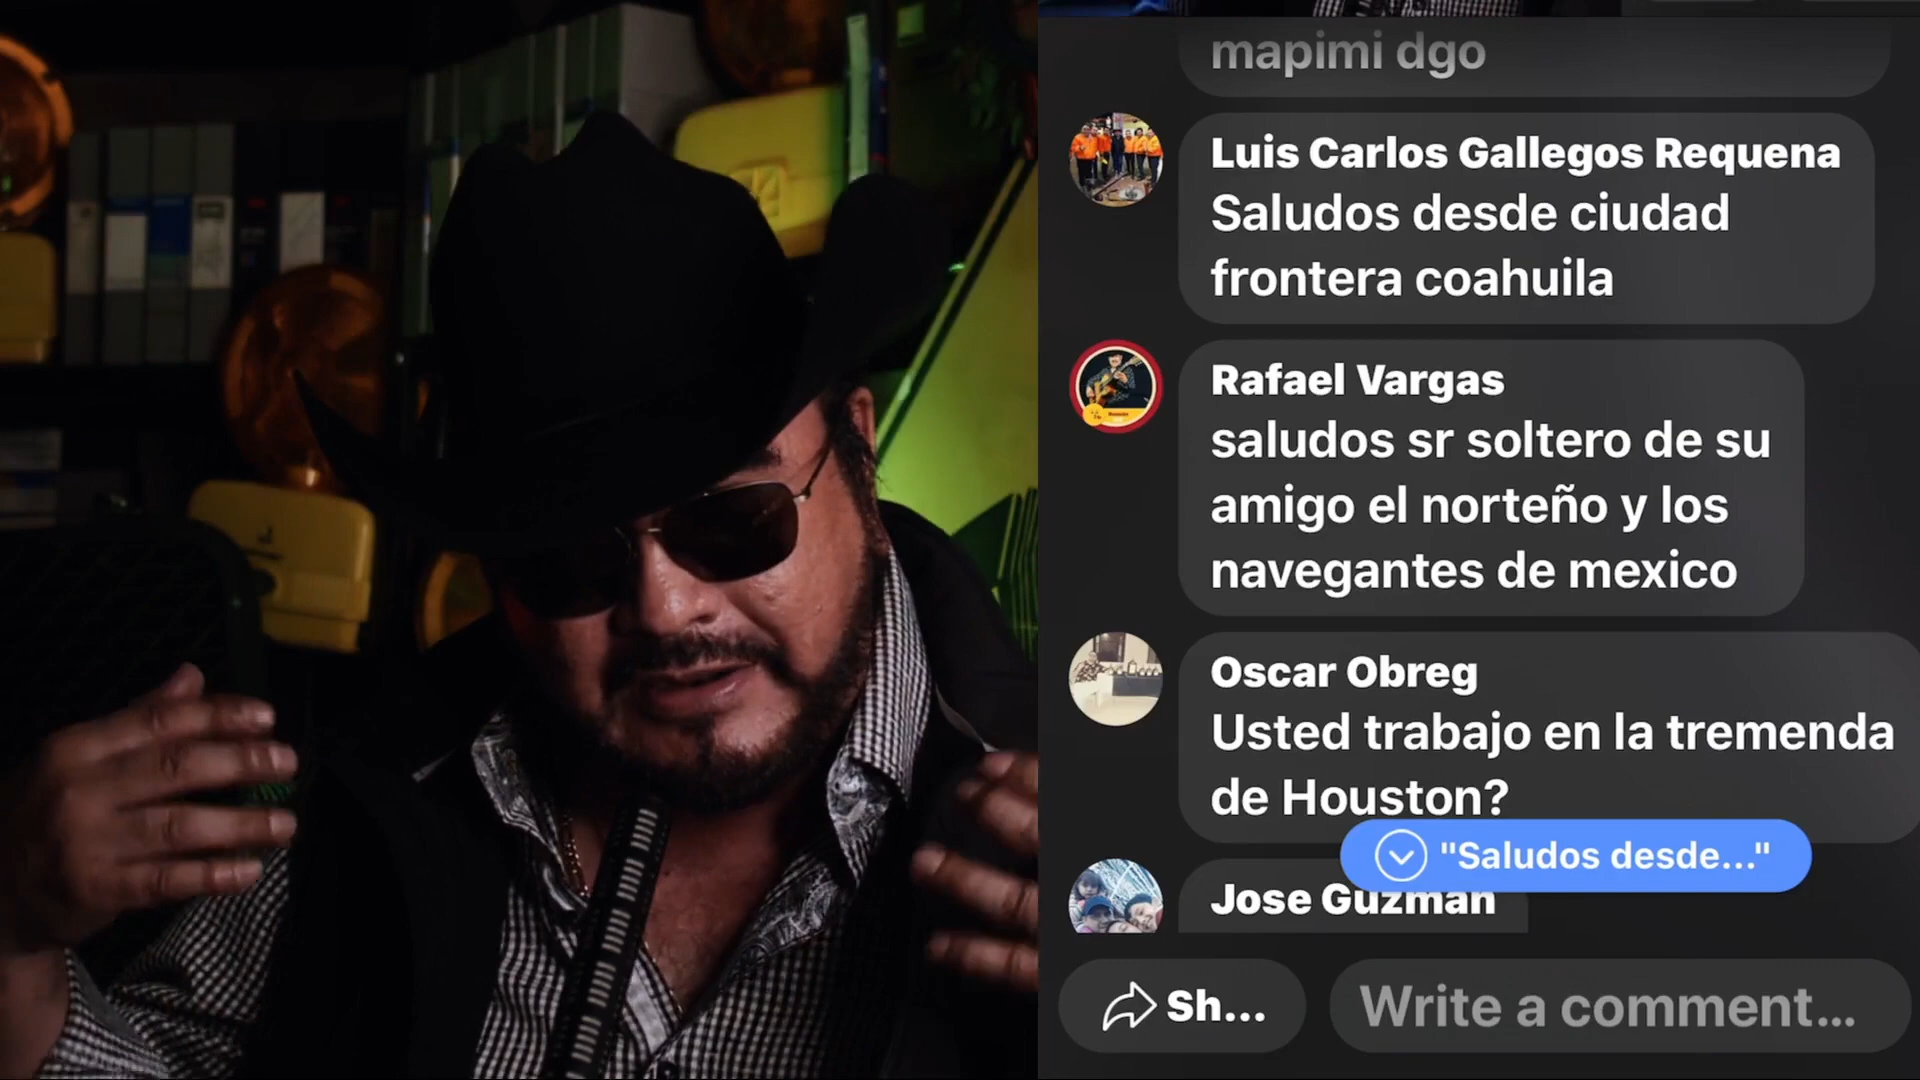 mapimi dgo
Luis Carlos Gallegos Requena
Saludos desde ciudad
frontera coahuila
Rafael Vargas
saludos sr soltero de su
amigo el norteño y los
navegantes de mexico
Oscar Obreg
Usted trabajo en la tremenda
de Houston?
"Saludos desde..."
Jose Guzman
Sh...
Write a comment...